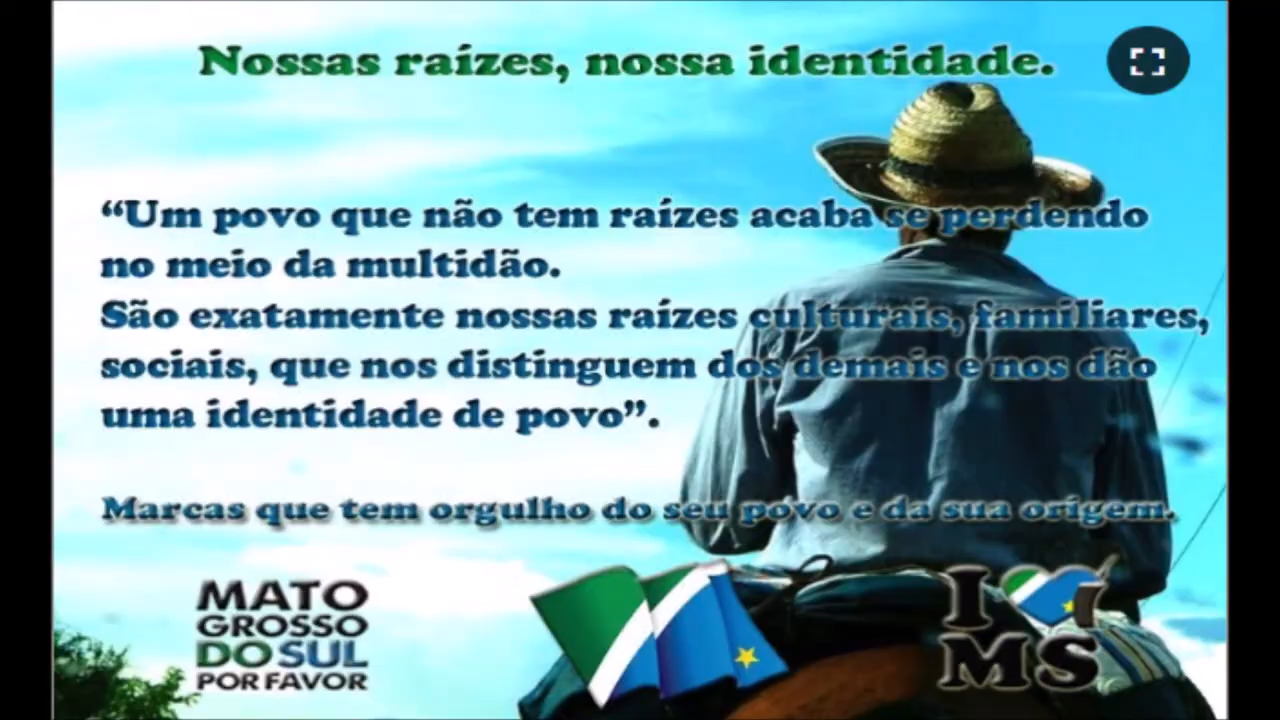 Nossas raízes, nossa identidade.
“Um povo que não tem raízes acaba se perdendo
no meio da multidão.
São exatamente nossas raízes culturais, familiares,
sociais, que nos distinguem dos demais e nos dão
uma identidade de povo”.
Marcas que tem orgulho do seu povo e da sua origem.
MATO
GROSSO
DO SUL
POR FAVOR
I
MS